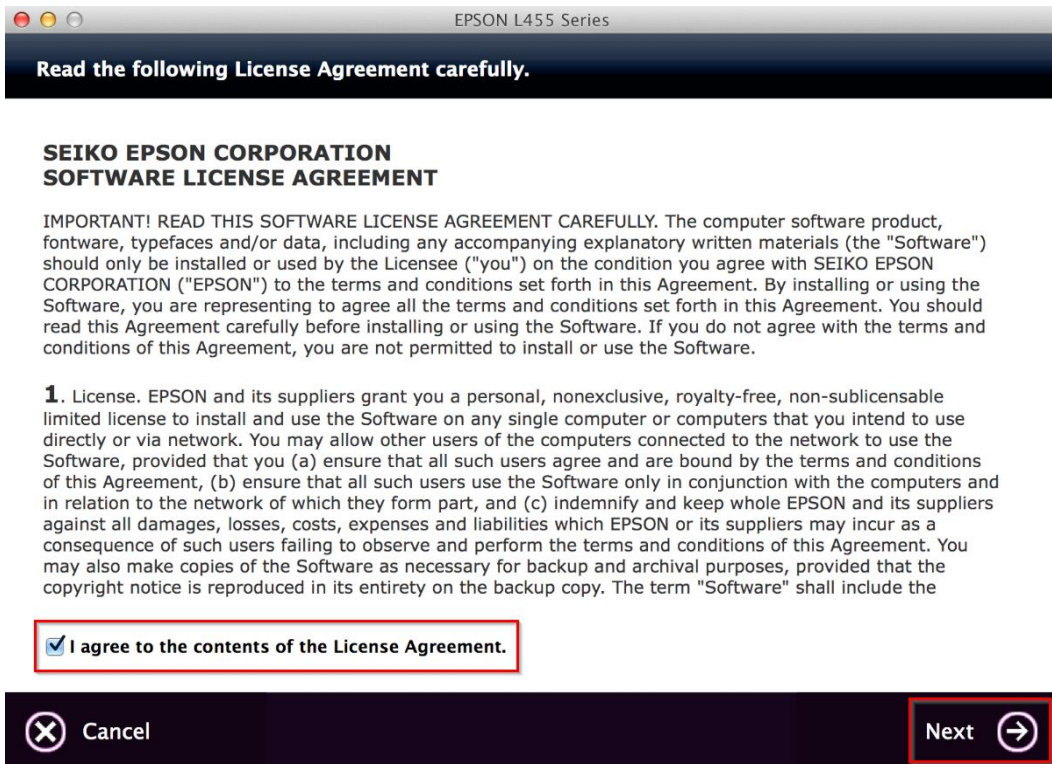 EPSON L455 Series
Read the following License Agreement carefully.
SEIKO EPSON CORPORATION
SOFTWARE LICENSE AGREEMENT
IMPORTANT! READ THIS SOFTWARE LICENSE AGREEMENT CAREFULLY. The computer software product,
fontware, typefaces and/or data, including any accompanying explanatory written materials (the "Software")
should only be installed or used by the Licensee ("you") on the condition you agree with SEIKO EPSON
CORPORATION ("EPSON") to the terms and conditions set forth in this Agreement. By installing or using the
Software, you are representing to agree all the terms and conditions set forth in this Agreement. You should
read this Agreement carefully before installing or using the Software. If you do not agree with the terms and
conditions of this Agreement, you are not permitted to install or use the Software.
1. License. EPSON and its suppliers grant you a personal, nonexclusive, royalty-free, non-sublicensable
limited license to install and use the Software on any single computer or computers that you intend to use
directly or via network. You may allow other users of the computers connected to the network to use the
Software, provided that you (a) ensure that all such users agree and are bound by the terms and conditions
of this Agreement, (b) ensure that all such users use the Software only in conjunction with the computers and
in relation to the network of which they form part, and (c) indemnify and keep whole EPSON and its suppliers
against all damages, losses, costs, expenses and liabilities which EPSON or its suppliers may incur as a
consequence of such users failing to observe and perform the terms and conditions of this Agreement. You
may also make copies of the Software as necessary for backup and archival purposes, provided that the
copyright notice is reproduced in its entirety on the backup copy. The term "Software" shall include the
I agree to the contents of the License Agreement.
Cancel
Next